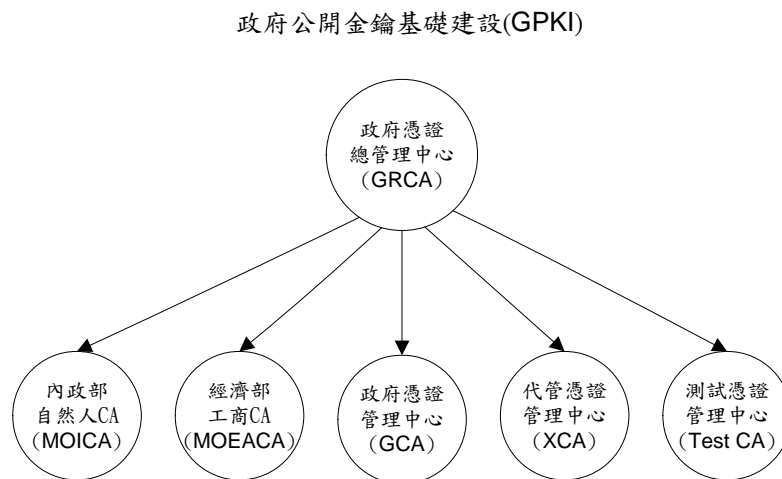 政府公開金鑰基礎建設(GPKI)
政府憑證
總管理中心
（GRCA）
內政部
自然人CA
(MOICA)
經濟部
工商CA
(MOEACA)
政府憑證
管理中心
(GCA)
代管憑證
管理中心
(XCA)
測試憑證
管理中心
(Test CA)